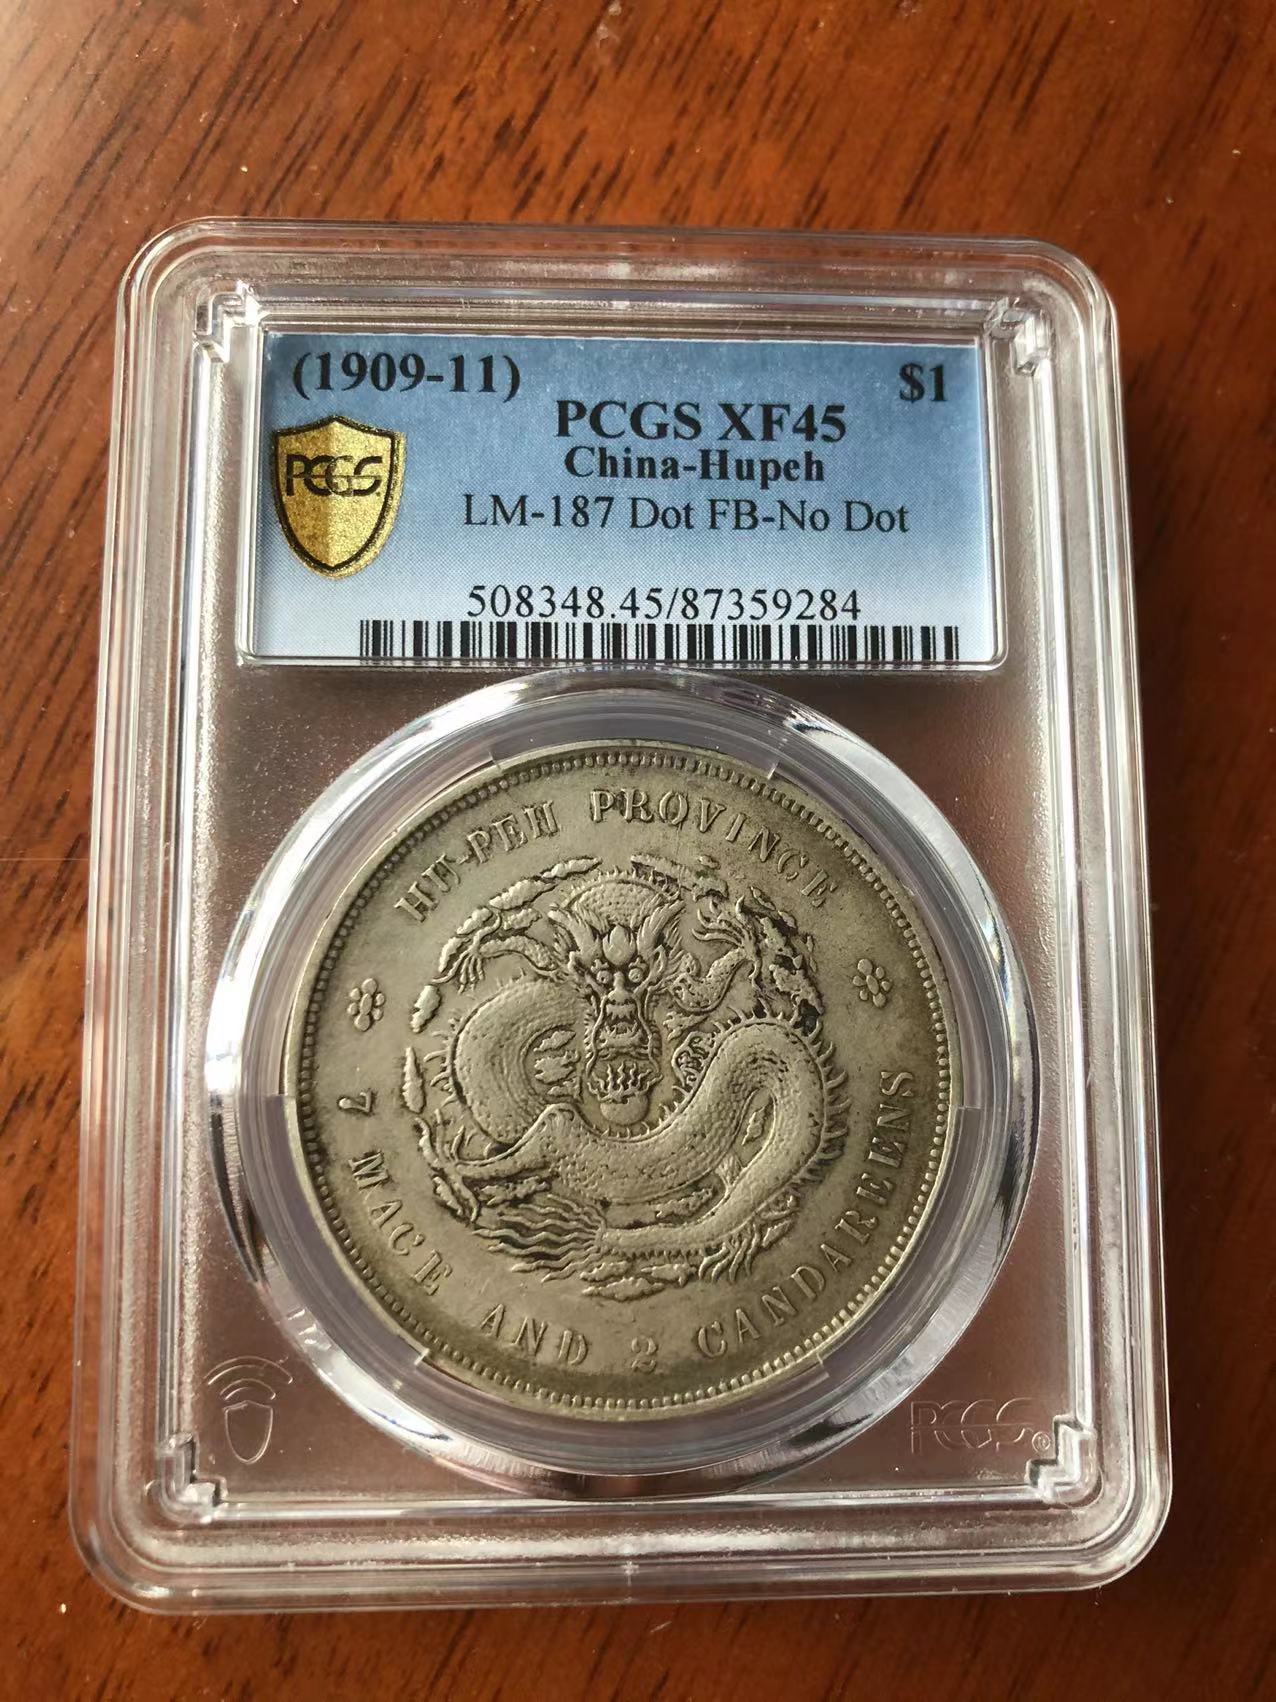 (1909-11)
$1
PCGS XF45
China-Hupeh
PCGS
LM-187 Dot FB-No Dot
508348.45/87359284
HU-PEH PROVINCE
7 MACE AND 2 CANDAREENS
PCGS®